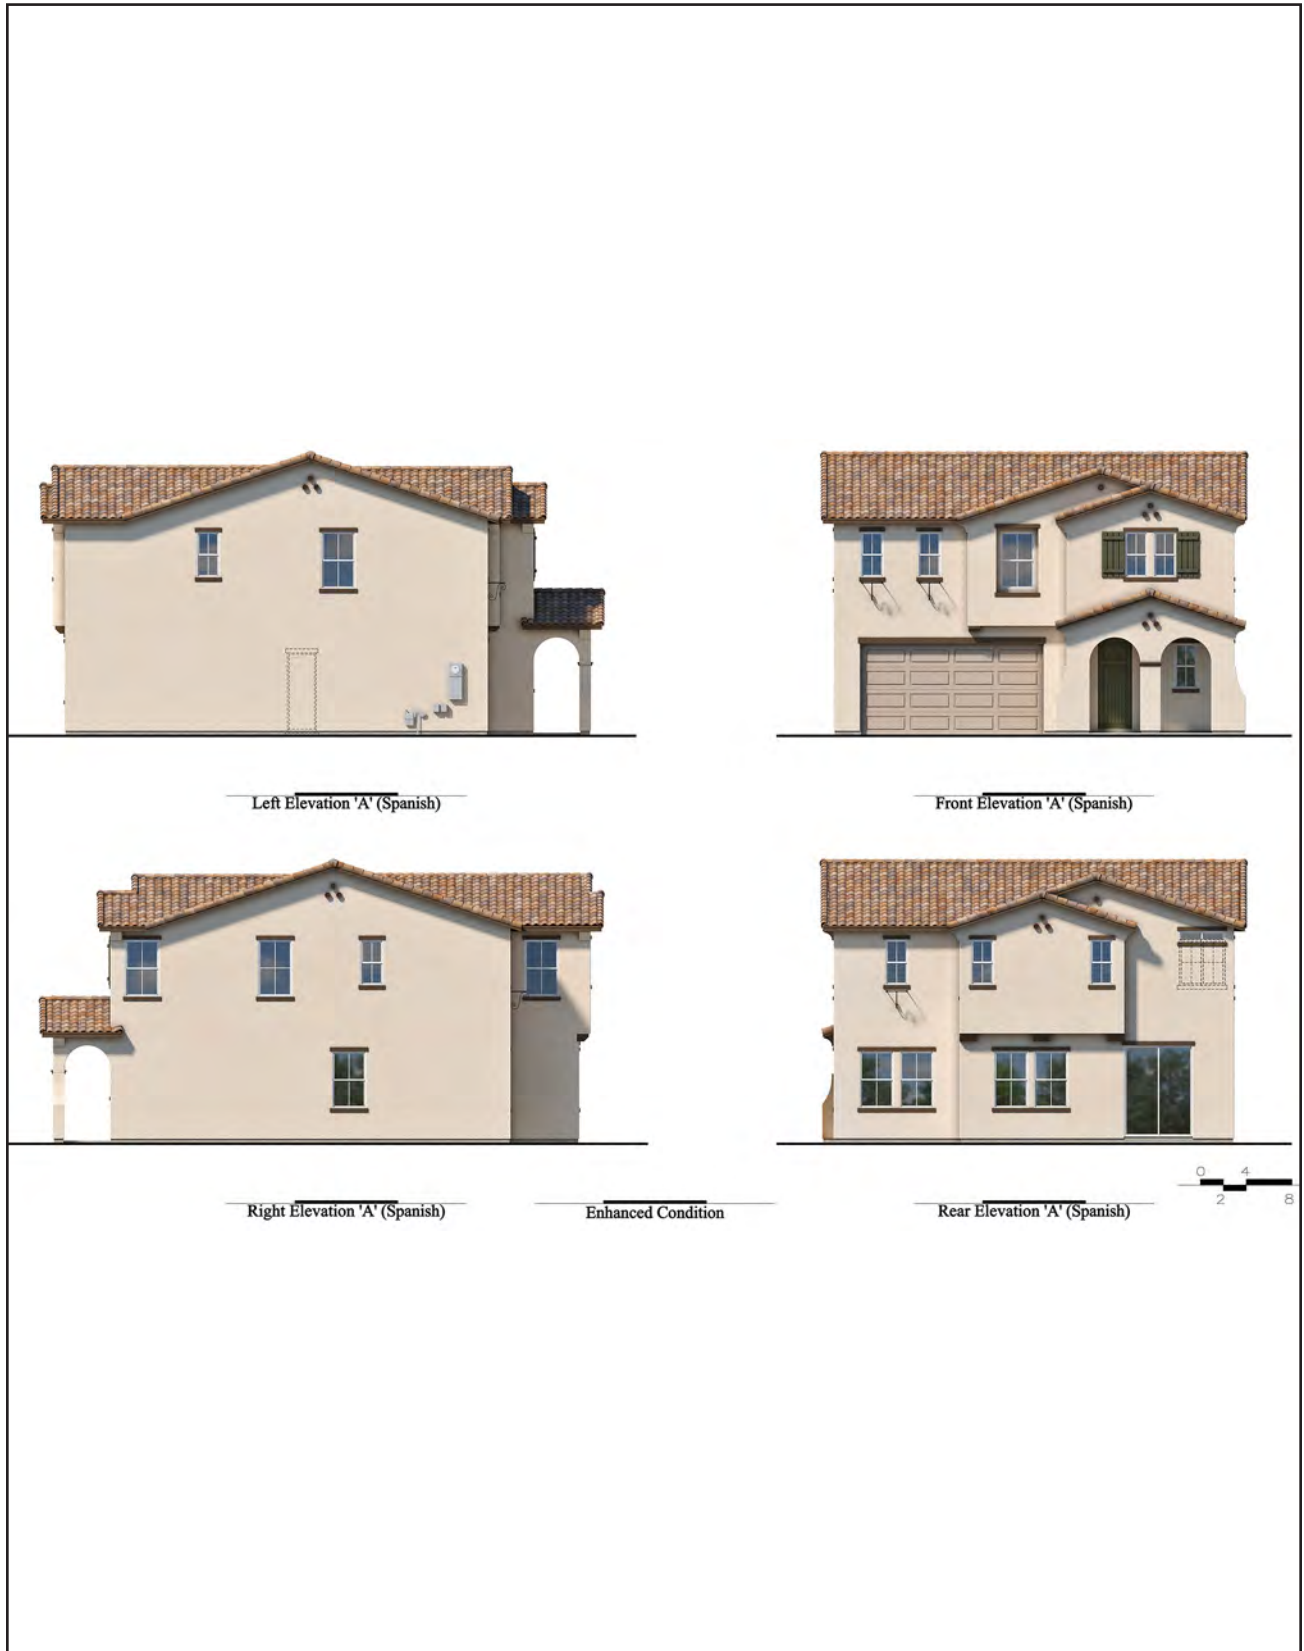 Left Elevation 'A' (Spanish)
Front Elevation 'A' (Spanish)
Right Elevation 'A' (Spanish)
Enhanced Condition
Rear Elevation 'A' (Spanish)
0 4
2 8